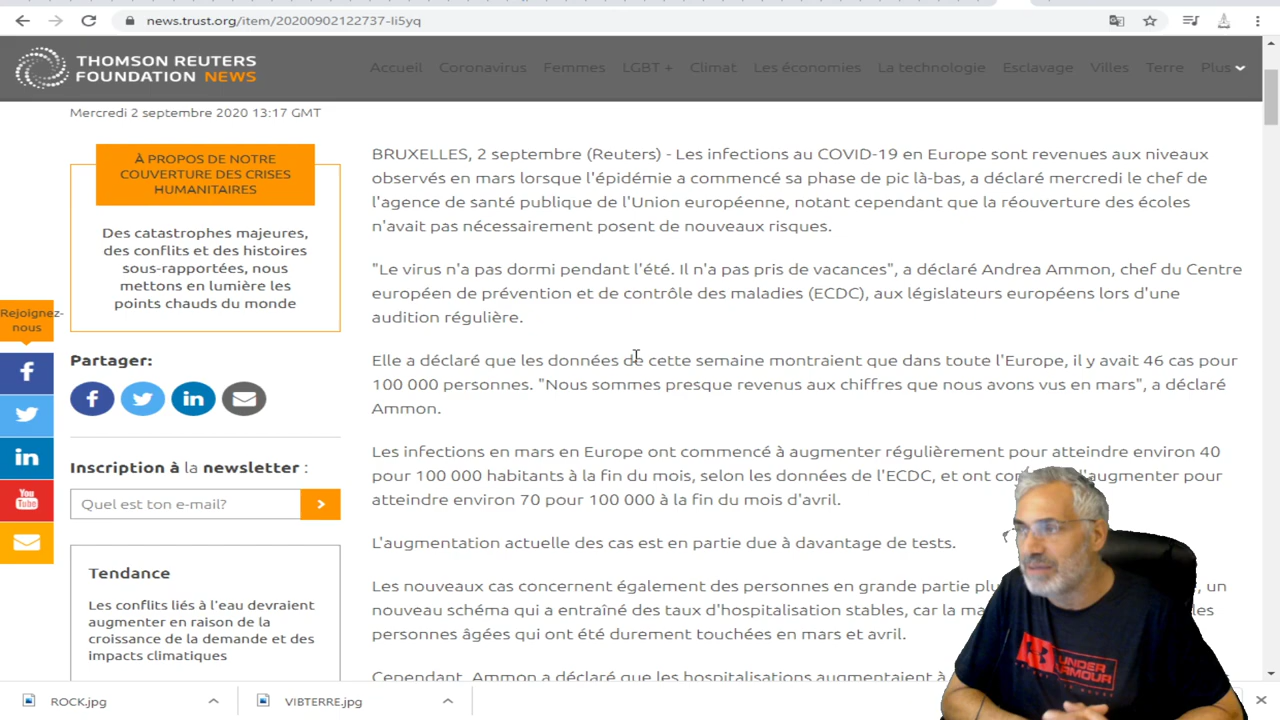 news.trust.org/item/20200902122737-li5yq
THOMSON REUTERS
FOUNDATION NEWS
Accueil Coronavirus Femmes LGBT + Climat Les économies La technologie Esclavage Villes Terre Plus
Mercredi 2 septembre 2020 13:17 GMT
À PROPOS DE NOTRE
COUVERTURE DES CRISES
HUMANITAIRES
Des catastrophes majeures,
des conflits et des histoires
sous-rapportées, nous
mettons en lumière les
points chauds du monde
Rejoignez-
nous
Partager:
Inscription à la newsletter :
Quel est ton e-mail?
Tendance
Les conflits liés à l'eau devraient
augmenter en raison de la
croissance de la demande et des
impacts climatiques
BRUXELLES, 2 septembre (Reuters) - Les infections au COVID-19 en Europe sont revenues aux niveaux
observés en mars lorsque l'épidémie a commencé sa phase de pic là-bas, a déclaré mercredi le chef de
l'agence de santé publique de l'Union européenne, notant cependant que la réouverture des écoles
n'avait pas nécessairement posent de nouveaux risques.
"Le virus n'a pas dormi pendant l'été. Il n'a pas pris de vacances", a déclaré Andrea Ammon, chef du Centre
européen de prévention et de contrôle des maladies (ECDC), aux législateurs européens lors d'une
audition régulière.
Elle a déclaré que les données de cette semaine montraient que dans toute l'Europe, il y avait 46 cas pour
100 000 personnes. "Nous sommes presque revenus aux chiffres que nous avons vus en mars", a déclaré
Ammon.
Les infections en mars en Europe ont commencé à augmenter régulièrement pour atteindre environ 40
pour 100 000 habitants à la fin du mois, selon les données de l'ECDC, et ont d'augmenter pour
atteindre environ 70 pour 100 000 à la fin du mois d'avril.
L'augmentation actuelle des cas est en partie due à davantage de tests.
Les nouveaux cas concernent également des personnes en grande partie un
nouveau schéma qui a entraîné des taux d'hospitalisation stables, car la les
personnes âgées qui ont été durement touchées en mars et avril.
Cependant, Ammon a déclaré que les hospitalisations augmentaient à
UNDER
ARMOUR
ROCK.jpg
VIBTERRE.jpg